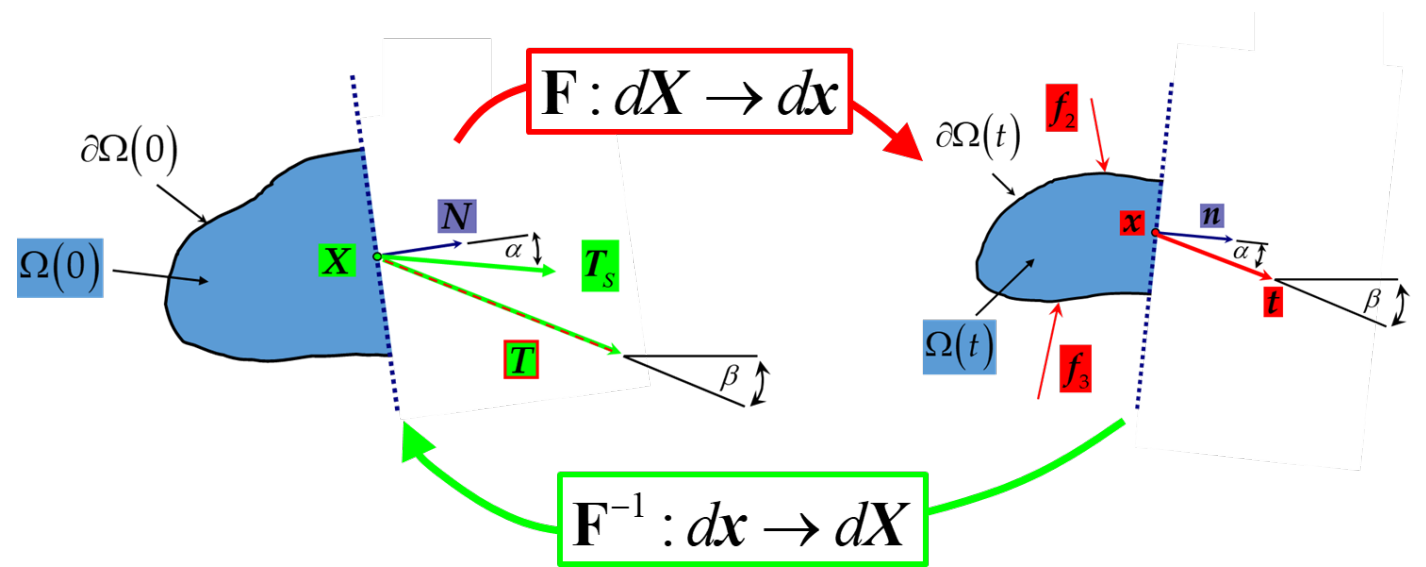 𝐅 : d𝑿 → d𝒙
∂Ω(0)
Ω(0)
X
N
α
T_S
T
β
∂Ω(t)
f₂
x
n
α
t
β
Ω(t)
f₃
𝐅⁻¹ : d𝒙 → d𝑿